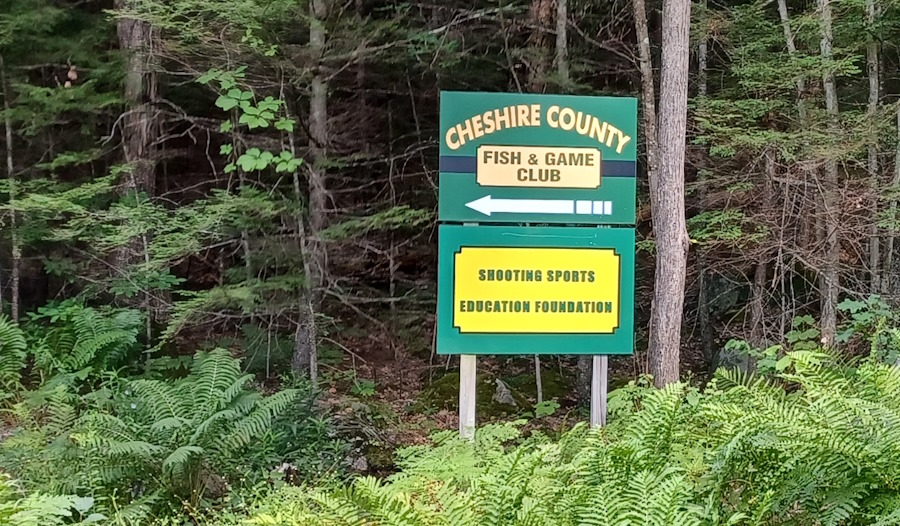 CHESHIRE COUNTY
FISH & GAME
CLUB
SHOOTING SPORTS
EDUCATION FOUNDATION